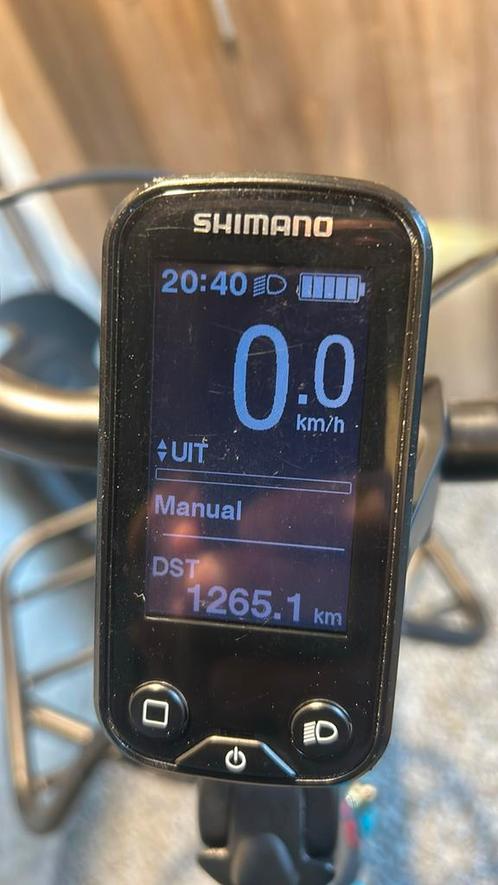 SHIMANO
20:40
0.0
km/h
UIT
Manual
DST
1265.1 km